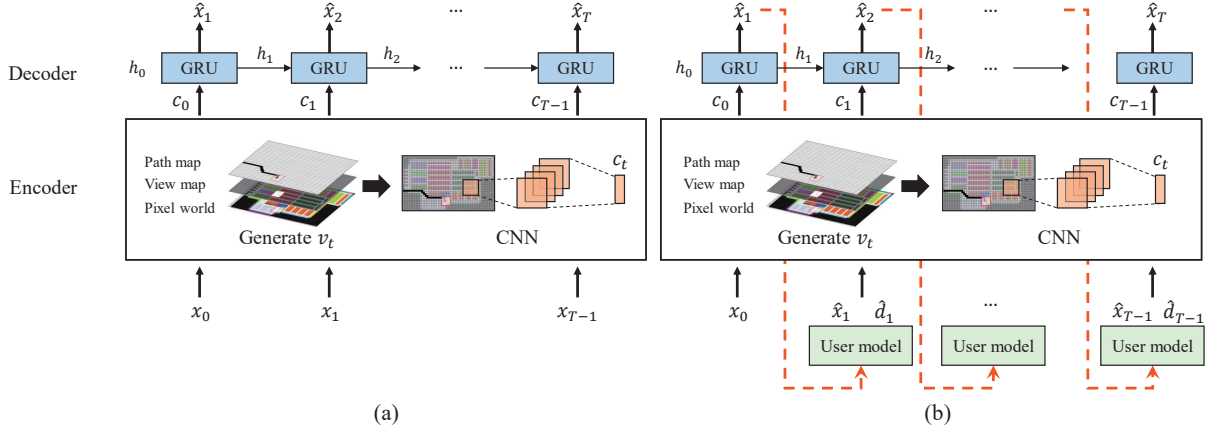 x̂₁ x̂₂ ... x̂_T
Decoder
h₀ GRU h₁ GRU h₂ ... GRU
c₀ c₁ c_{T−1}
Encoder
Path map
View map
Pixel world
c_t
Generate v_t CNN
x₀ x₁ x_{T−1}
(a)
x̂₁ x̂₂ ... x̂_T
h₀ GRU h₁ GRU h₂ ... GRU
c₀ c₁ c_{T−1}
Path map
View map
Pixel world
c_t
Generate v_t CNN
x₀ x̂₁ d̂₁ ... x̂_{T−1} d̂_{T−1}
User model User model User model
(b)